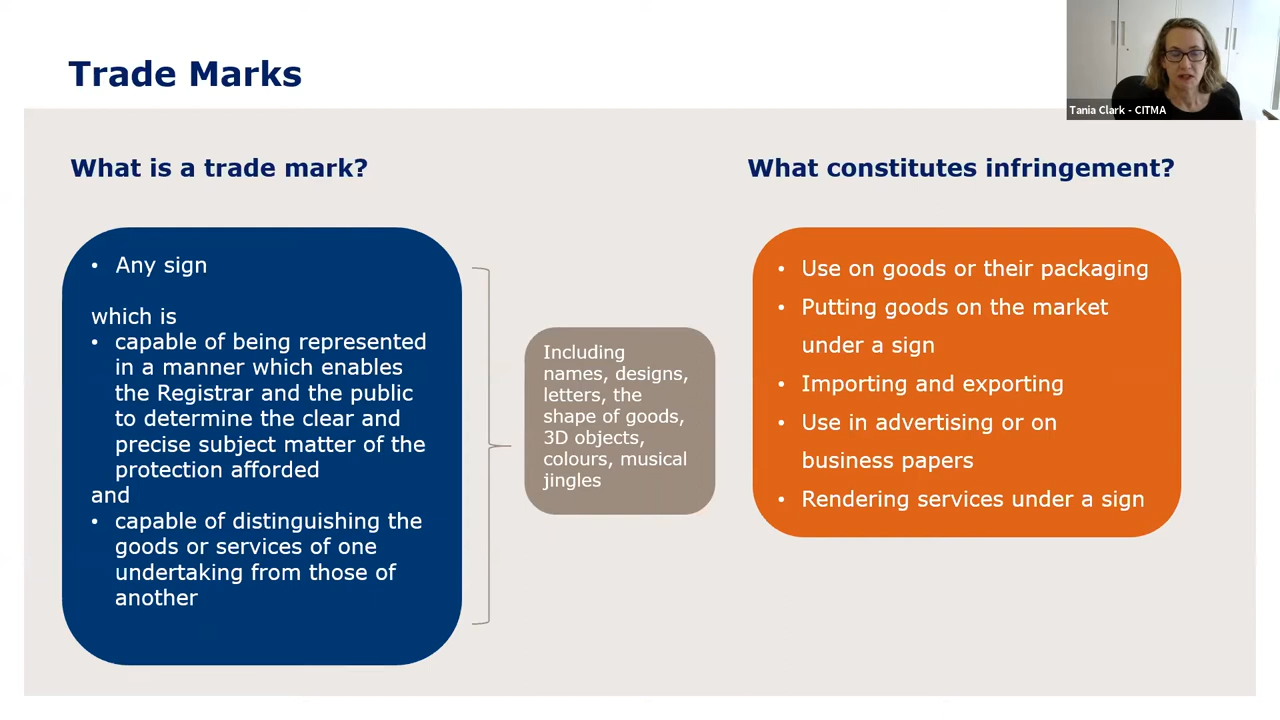 Trade Marks
Tania Clark - CITMA
What is a trade mark?
• Any sign
which is
• capable of being represented
in a manner which enables
the Registrar and the public
to determine the clear and
precise subject matter of the
protection afforded
and
• capable of distinguishing the
goods or services of one
undertaking from those of
another
Including
names, designs,
letters, the
shape of goods,
3D objects,
colours, musical
jingles
What constitutes infringement?
• Use on goods or their packaging
• Putting goods on the market
under a sign
• Importing and exporting
• Use in advertising or on
business papers
• Rendering services under a sign